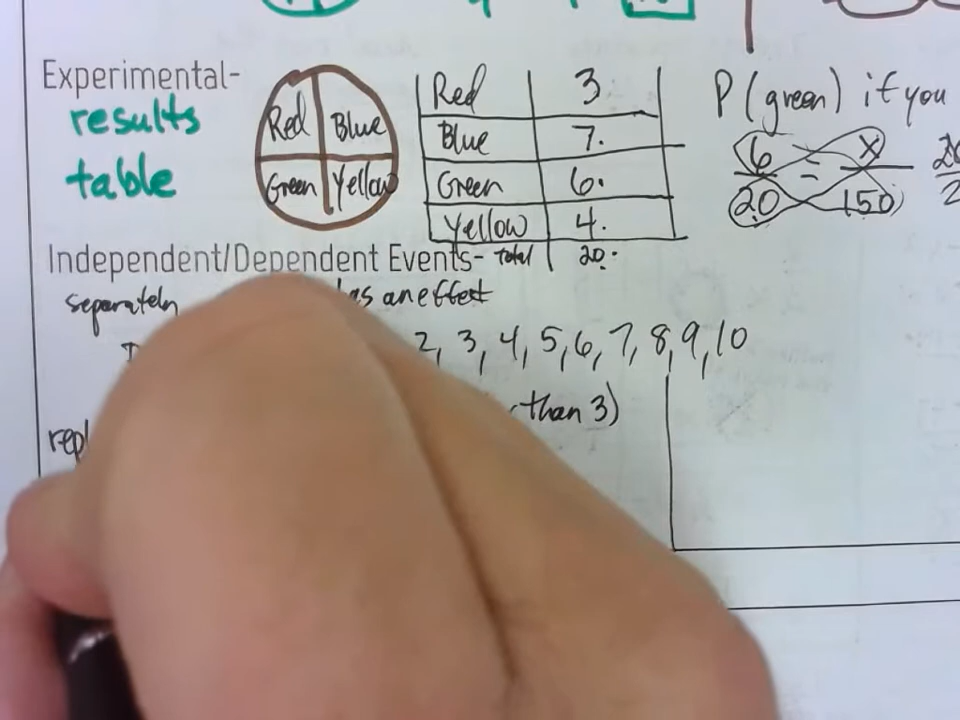 Experimental-
results
table
Red Blue
Green Yellow
Red 3
Blue 7.
Green 6.
Yellow 4.
total 20.
P(green) if you
6/20 = x/150
Independent/Dependent Events-
separately has an effect
2, 3, 4, 5, 6, 7, 8, 9, 10
than 3)